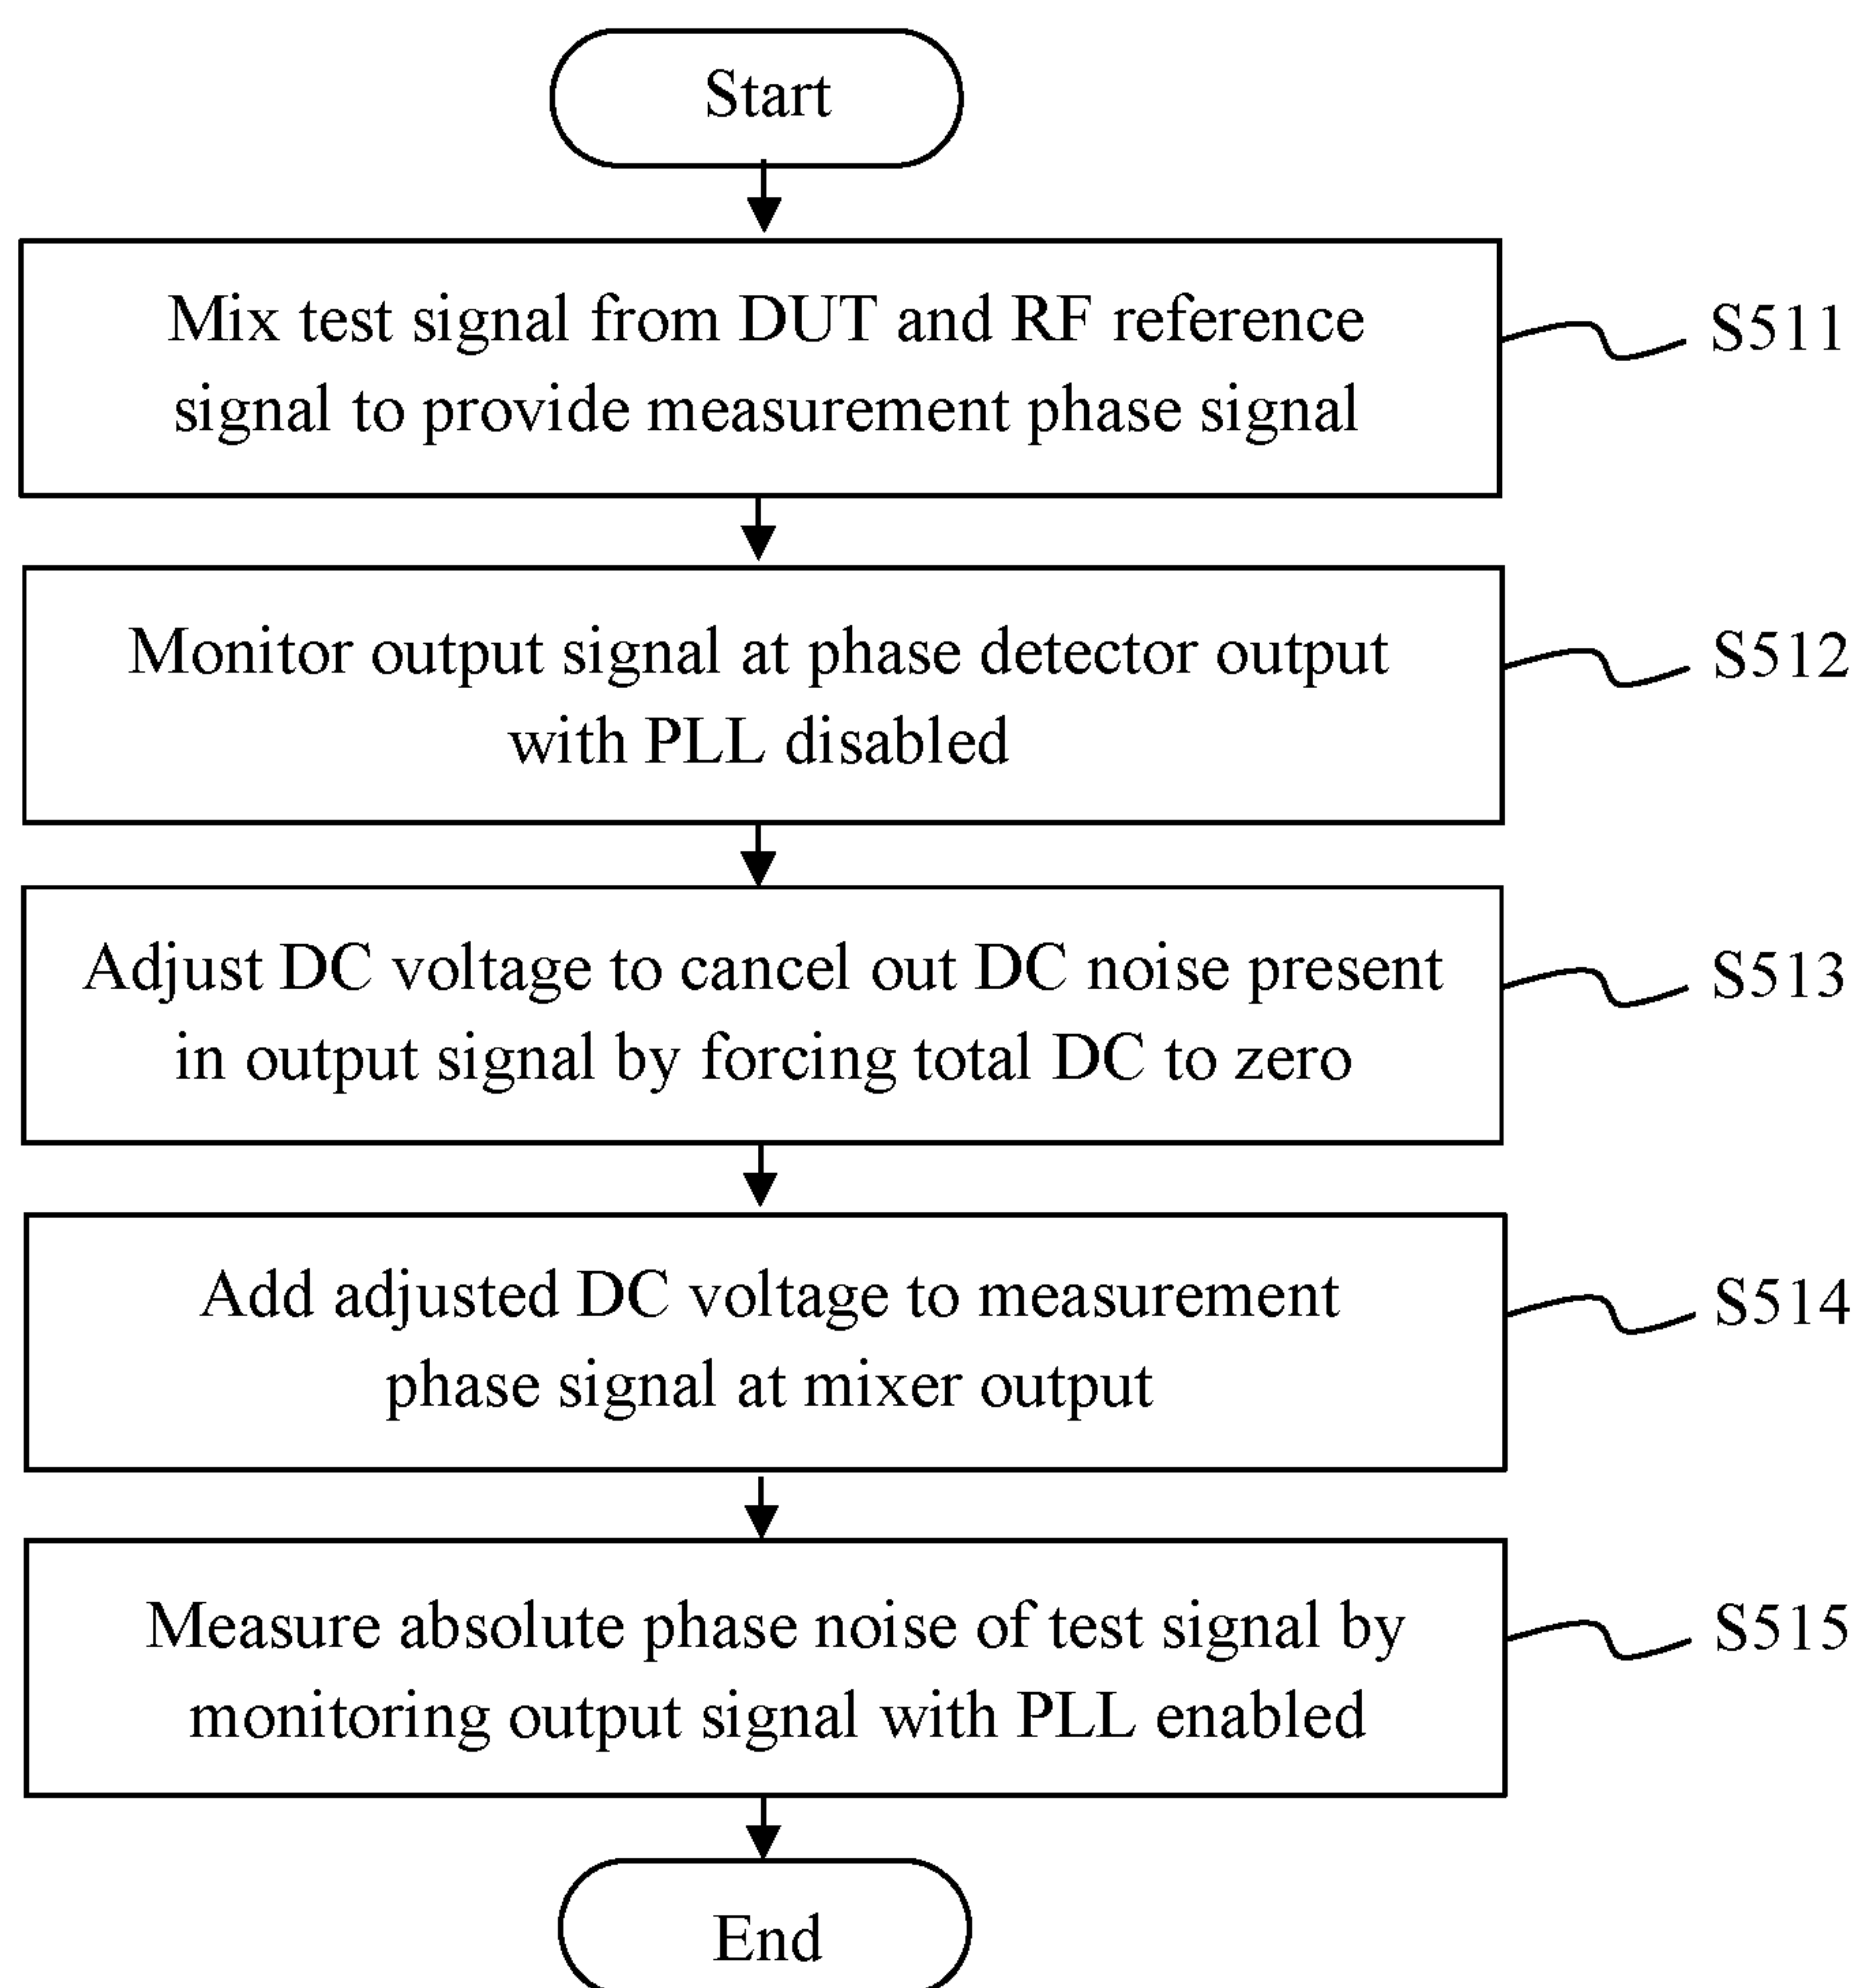 Start
Mix test signal from DUT and RF reference
signal to provide measurement phase signal
S511
Monitor output signal at phase detector output
with PLL disabled
S512
Adjust DC voltage to cancel out DC noise present
in output signal by forcing total DC to zero
S513
Add adjusted DC voltage to measurement
phase signal at mixer output
S514
Measure absolute phase noise of test signal by
monitoring output signal with PLL enabled
S515
End